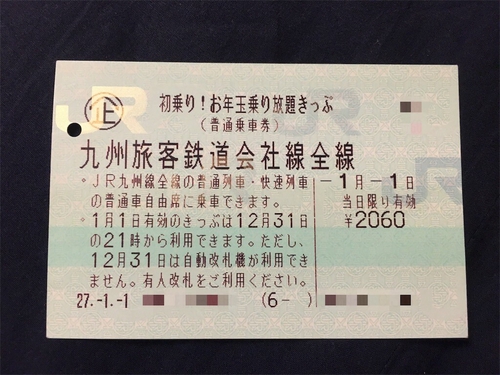 JR
企
初乗り！お年玉乗り放題きっぷ
（普通乗車券）
九州旅客鉄道会社線全線
・JR九州線全線の普通列車・快速列車
の普通車自由席に乗車できます。
・1月1日有効のきっぷは12月31日
の21時から利用できます。ただし、
12月31日は自動改札機が利用でき
ません。有人改札をご利用ください。
－1月－1日
当日限り有効
￥2060
27.-1.-1
(6- )